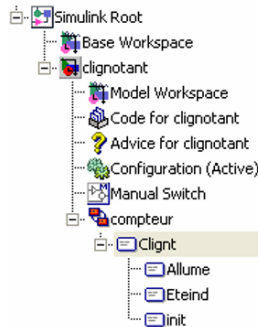 Simulink Root
Base Workspace
clignotant
Model Workspace
Code for clignotant
Advice for clignotant
Configuration (Active)
Manual Switch
compteur
Clignt
Allume
Eteind
init